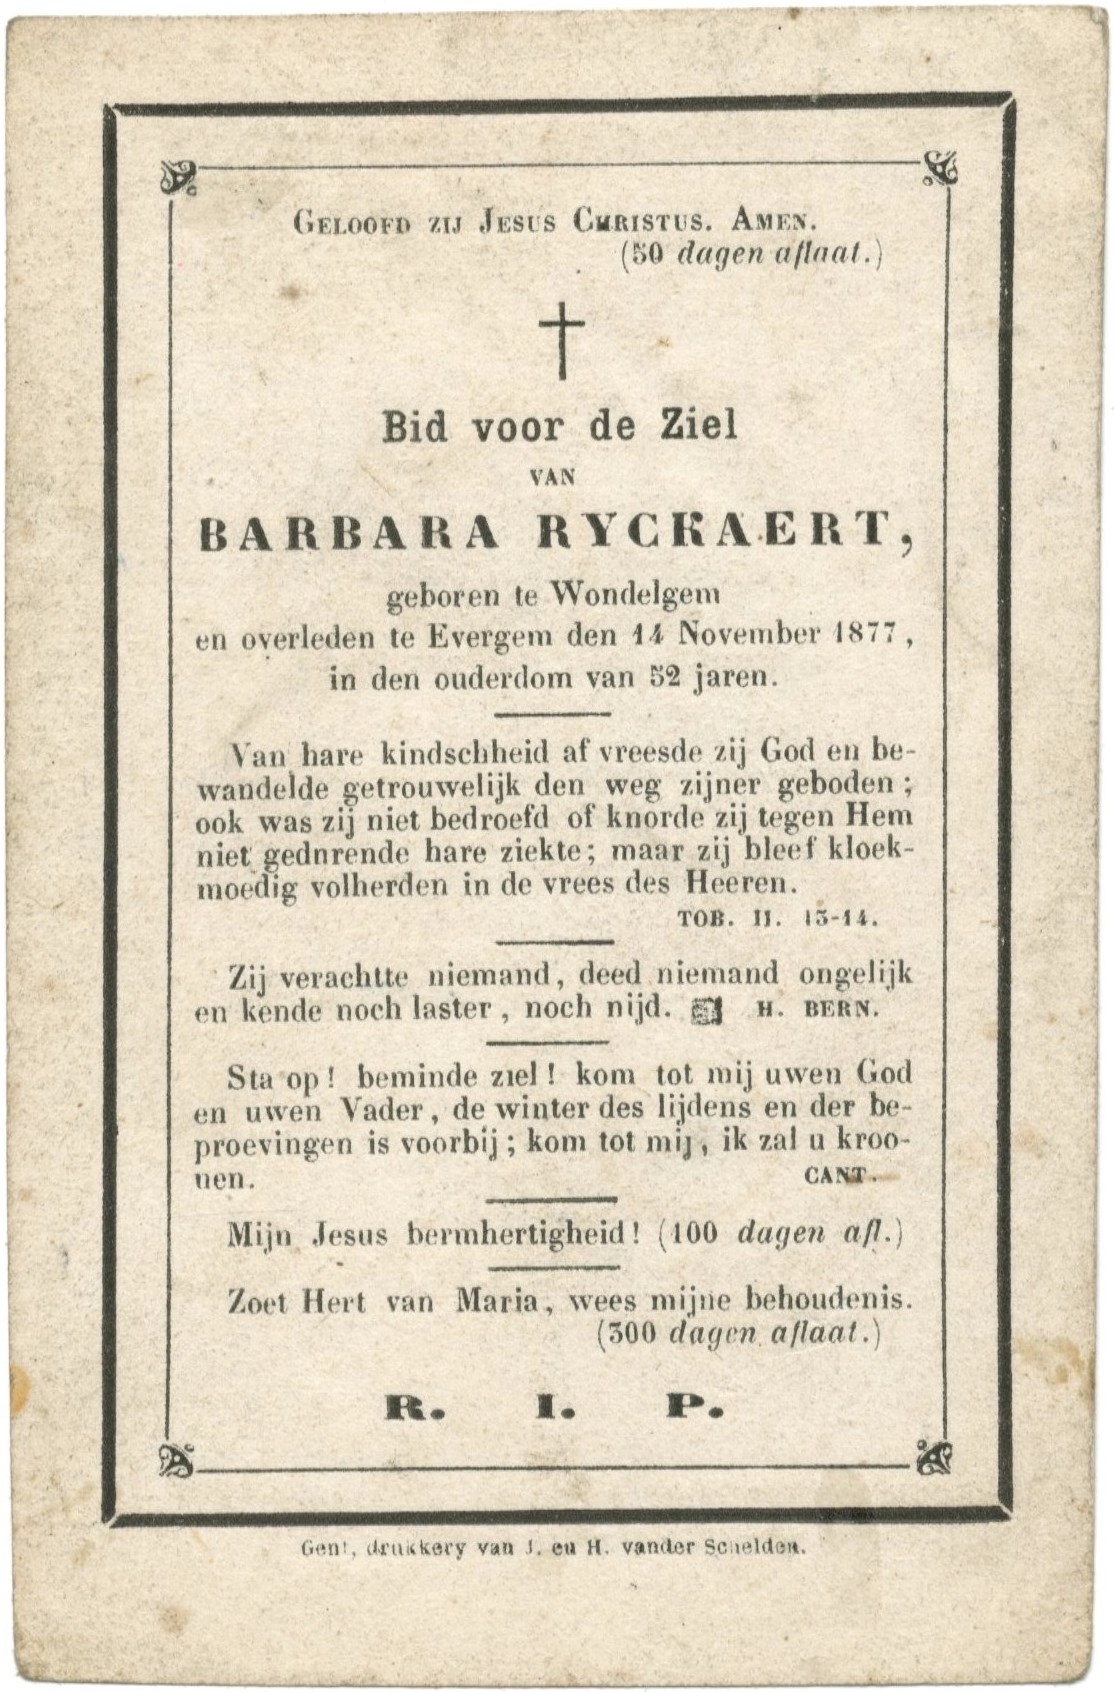 GELOOFD ZIJ JESUS CHRISTUS. AMEN.
(50 dagen aflaat.)
Bid voor de Ziel
VAN
BARBARA RYCKAERT,
geboren te Wondelgem
en overleden te Evergem den 14 November 1877,
in den ouderdom van 52 jaren.
Van hare kindschheid af vreesde zij God en be-
wandelde getrouwelijk den weg zijner geboden;
ook was zij niet bedroefd of knorde zij tegen Hem
niet gednrende hare ziekte; maar zij bleef kloek-
moedig volherden in de vrees des Heeren.
TOB. II. 13-14.
Zij verachtte niemand, deed niemand ongelijk
en kende noch laster, noch nijd. H. BERN.
Sta op! beminde ziel! kom tot mij uwen God
en uwen Vader, de winter des lijdens en der be-
proevingen is voorbij; kom tot mij, ik zal u kroo-
nen. CANT.
Mijn Jesus bermhertigheid! (100 dagen afl.)
Zoet Hert van Maria, wees mijne behoudenis.
(300 dagen aflaat.)
R. I. P.
Gent, drukkery van J. en H. vander Schelden.